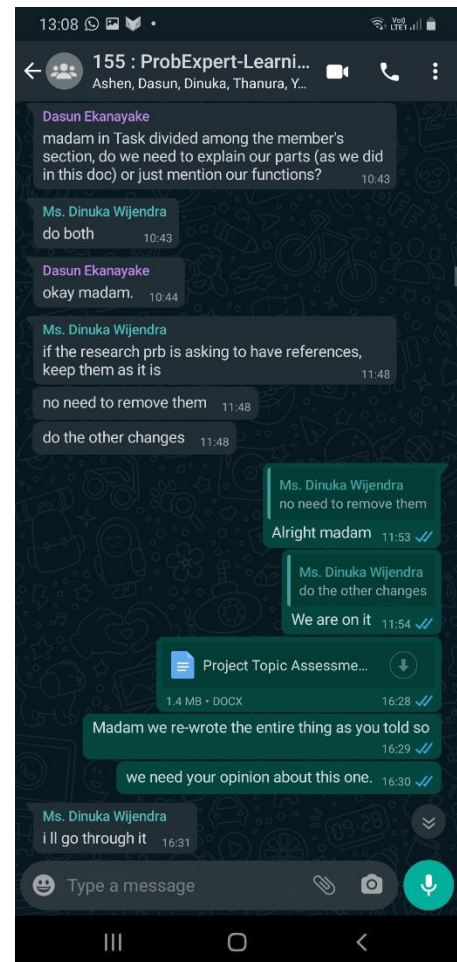 13:08
Vo))
LTE1
155 : ProbExpert-Learni...
Ashen, Dasun, Dinuka, Thanura, Y...
Dasun Ekanayake
madam in Task divided among the member's
section, do we need to explain our parts (as we did
in this doc) or just mention our functions?
10:43
Ms. Dinuka Wijendra
do both 10:43
Dasun Ekanayake
okay madam. 10:44
Ms. Dinuka Wijendra
if the research prb is asking to have references,
keep them as it is
11:48
no need to remove them 11:48
do the other changes 11:48
Ms. Dinuka Wijendra
no need to remove them
Alright madam 11:53
Ms. Dinuka Wijendra
do the other changes
We are on it 11:54
Project Topic Assessme...
1.4 MB • DOCX 16:28
Madam we re-wrote the entire thing as you told so
16:29
we need your opinion about this one. 16:30
Ms. Dinuka Wijendra
i ll go through it 16:31
Type a message